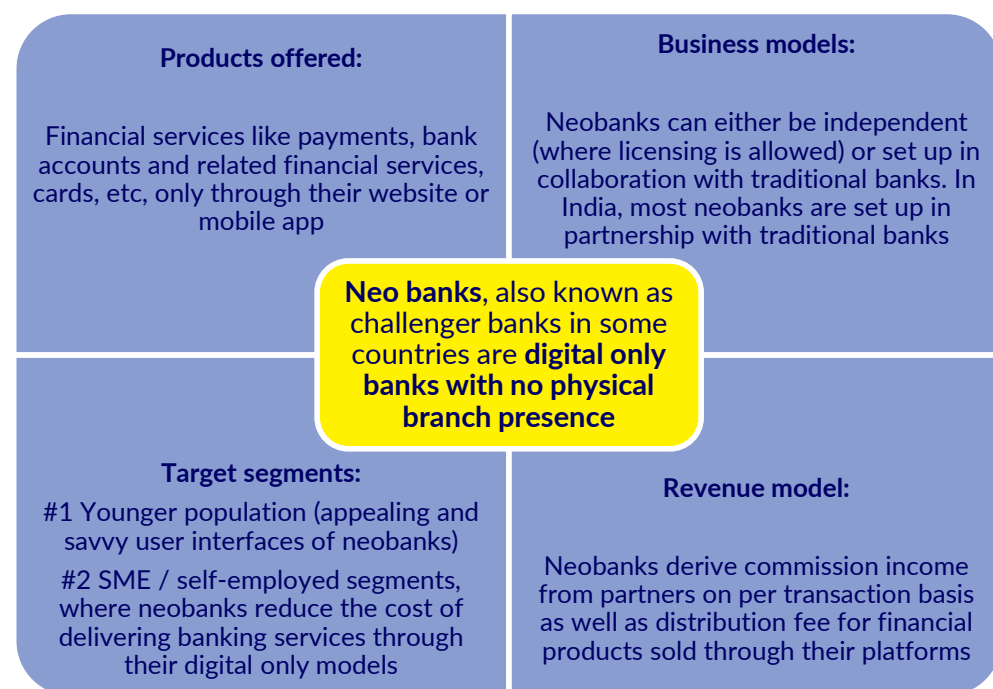 Products offered:
Financial services like payments, bank
accounts and related financial services,
cards, etc, only through their website or
mobile app
Business models:
Neobanks can either be independent
(where licensing is allowed) or set up in
collaboration with traditional banks. In
India, most neobanks are set up in
partnership with traditional banks
Neo banks, also known as
challenger banks in some
countries are digital only
banks with no physical
branch presence
Target segments:
#1 Younger population (appealing and
savvy user interfaces of neobanks)
#2 SME / self-employed segments,
where neobanks reduce the cost of
delivering banking services through
their digital only models
Revenue model:
Neobanks derive commission income
from partners on per transaction basis
as well as distribution fee for financial
products sold through their platforms